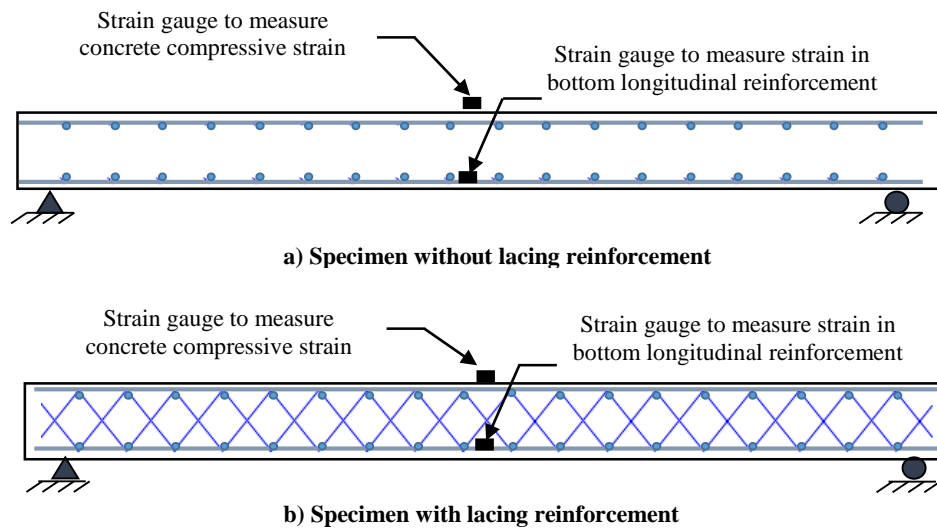 Strain gauge to measure
concrete compressive strain
Strain gauge to measure strain in
bottom longitudinal reinforcement
a) Specimen without lacing reinforcement
Strain gauge to measure
concrete compressive strain
Strain gauge to measure strain in
bottom longitudinal reinforcement
b) Specimen with lacing reinforcement